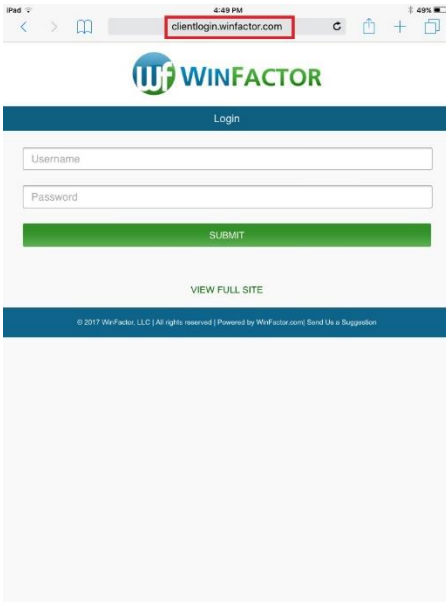 iPad 4:49 PM 49%
clientlogin.winfactor.com
Wf WINFACTOR
Login
Username
Password
SUBMIT
VIEW FULL SITE
© 2017 WinFactor, LLC | All rights reserved | Powered by WinFactor.com| Send Us a Suggestion